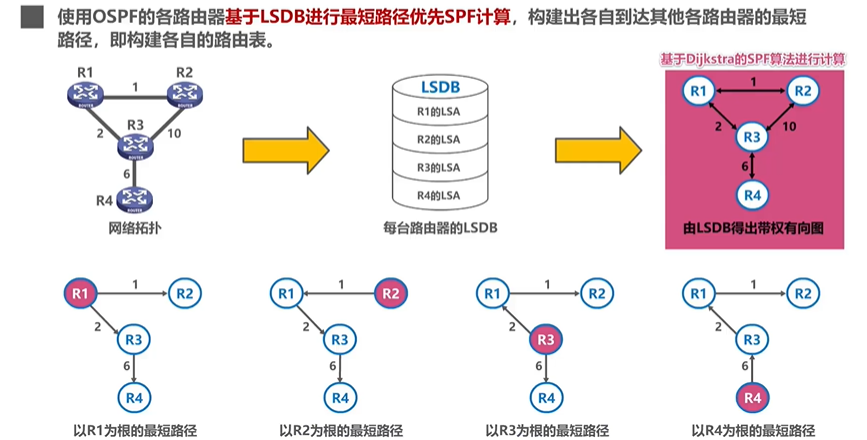 使用OSPF的各路由器基于LSDB进行最短路径优先SPF计算，构建出各自到达其他各路由器的最短
路径，即构建各自的路由表。
基于Dijkstra的SPF算法进行计算
R1
1
R2
2
R3
10
6
R4
网络拓扑
LSDB
R1的LSA
R2的LSA
R3的LSA
R4的LSA
每台路由器的LSDB
R1
1
R2
2
10
R3
6
R4
由LSDB得出带权有向图
R1
1
R2
2
R3
6
R4
以R1为根的最短路径
R1
1
R2
2
R3
6
R4
以R2为根的最短路径
R1
1
R2
2
R3
6
R4
以R3为根的最短路径
R1
1
R2
2
R3
6
R4
以R4为根的最短路径